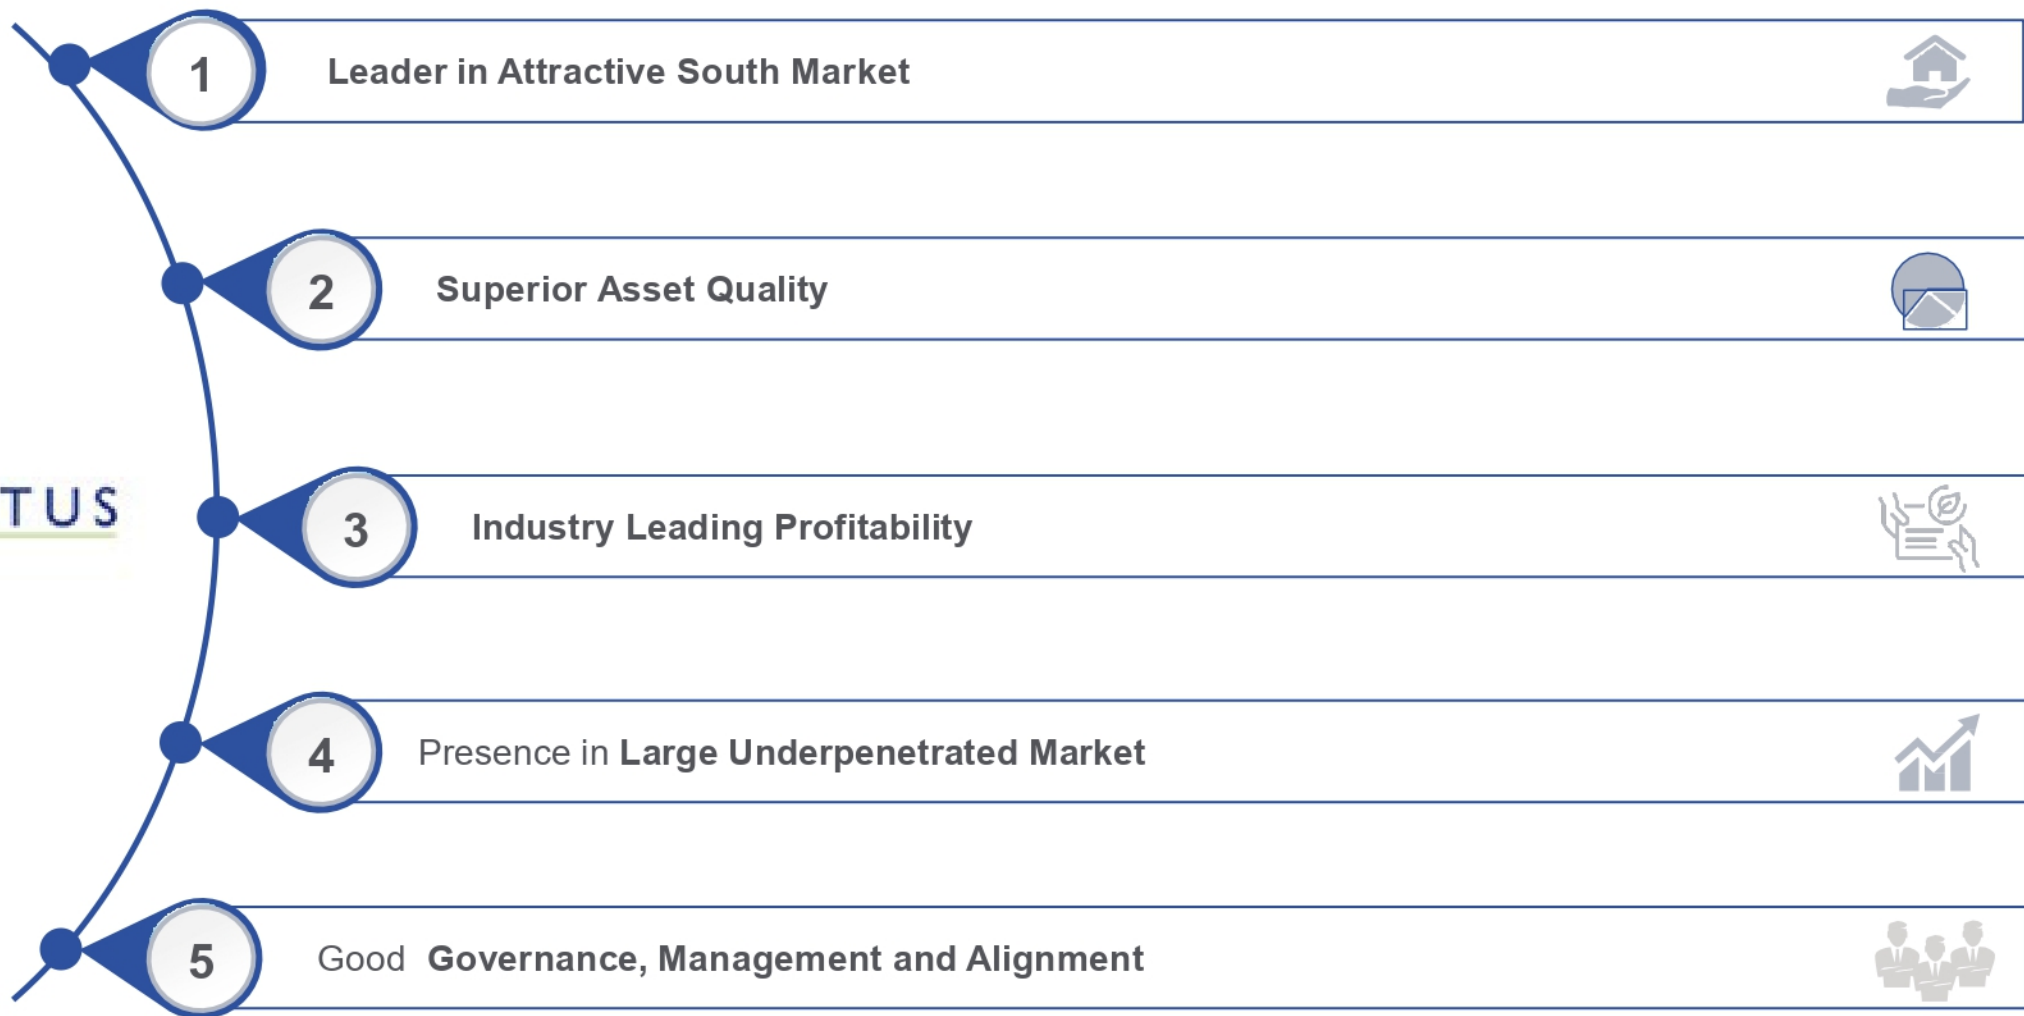 1
Leader in Attractive South Market
2
Superior Asset Quality
TUS
3
Industry Leading Profitability
4
Presence in Large Underpenetrated Market
5
Good Governance, Management and Alignment